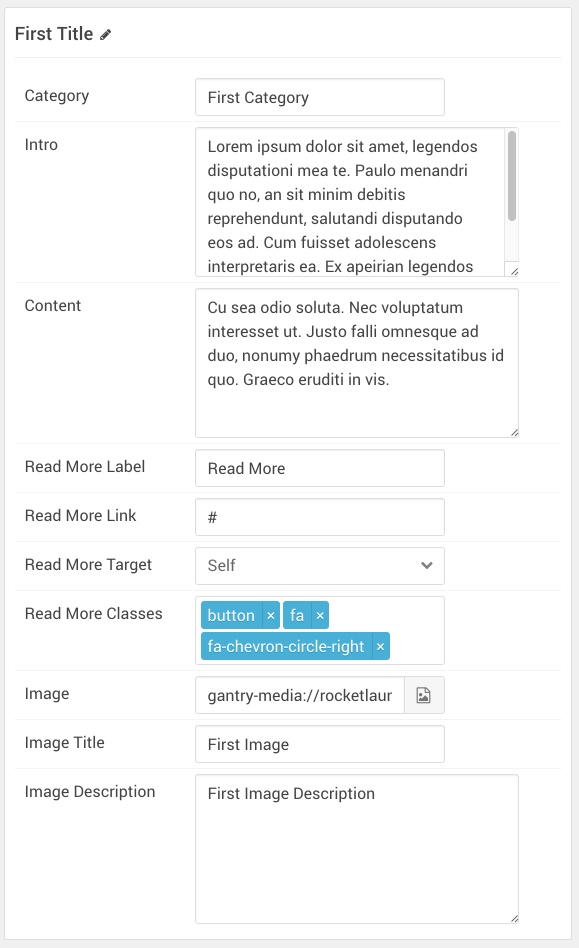 First Title
Category
First Category
Intro
Lorem ipsum dolor sit amet, legendos
disputationi mea te. Paulo menandri
quo no, an sit minim debitis
reprehendunt, salutandi disputando
eos ad. Cum fuisset adolescens
interpretaris ea. Ex apeirian legendos
Content
Cu sea odio soluta. Nec voluptatum
interesset ut. Justo falli omnesque ad
duo, nonumy phaedrum necessitatibus id
quo. Graeco eruditi in vis.
Read More Label
Read More
Read More Link
#
Read More Target
Self
Read More Classes
button × fa ×
fa-chevron-circle-right ×
Image
gantry-media://rocketlaur
Image Title
First Image
Image Description
First Image Description